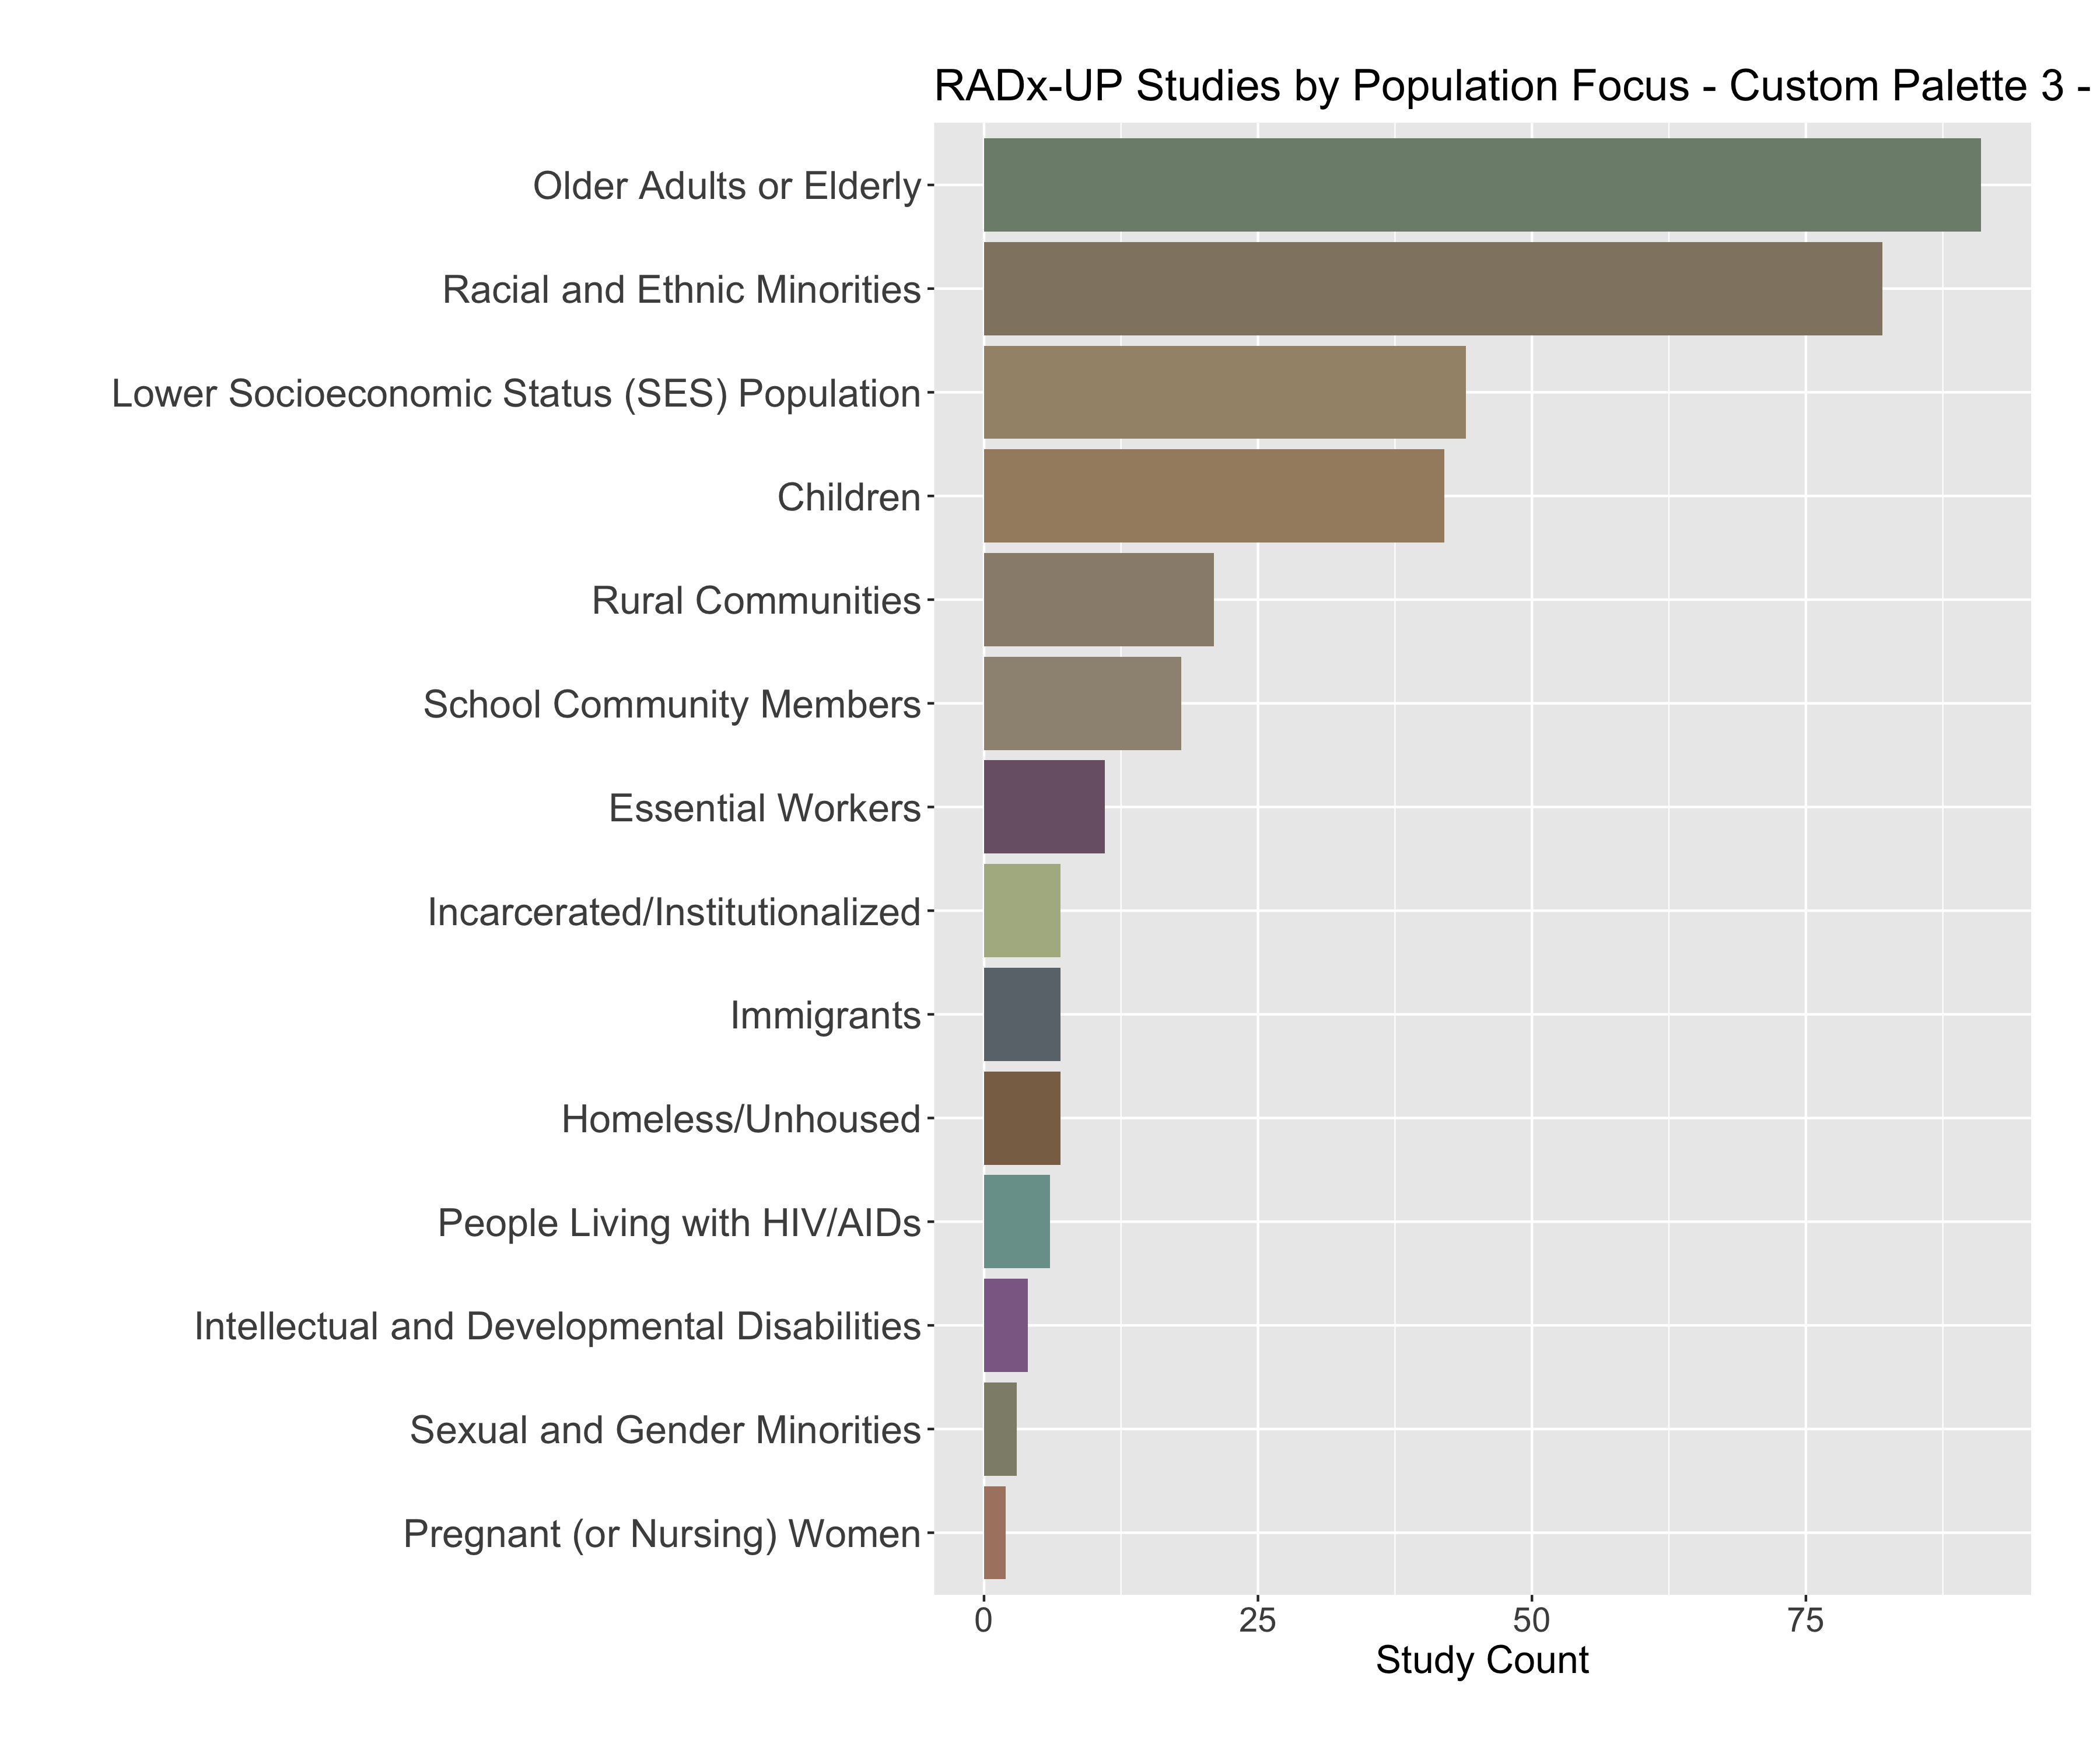 RADx-UP Studies by Population Focus - Custom Palette 3 -
Older Adults or Elderly
Racial and Ethnic Minorities
Lower Socioeconomic Status (SES) Population
Children
Rural Communities
School Community Members
Essential Workers
Incarcerated/Institutionalized
Immigrants
Homeless/Unhoused
People Living with HIV/AIDs
Intellectual and Developmental Disabilities
Sexual and Gender Minorities
Pregnant (or Nursing) Women
0 25 50 75
Study Count